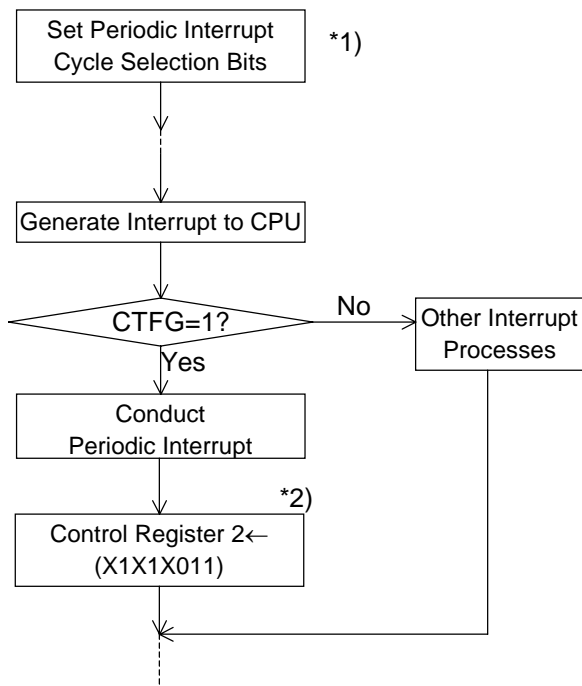 Set Periodic Interrupt
Cycle Selection Bits
*1)
Generate Interrupt to CPU
CTFG=1?
No
Other Interrupt
Processes
Yes
Conduct
Periodic Interrupt
*2)
Control Register 2←
(X1X1X011)